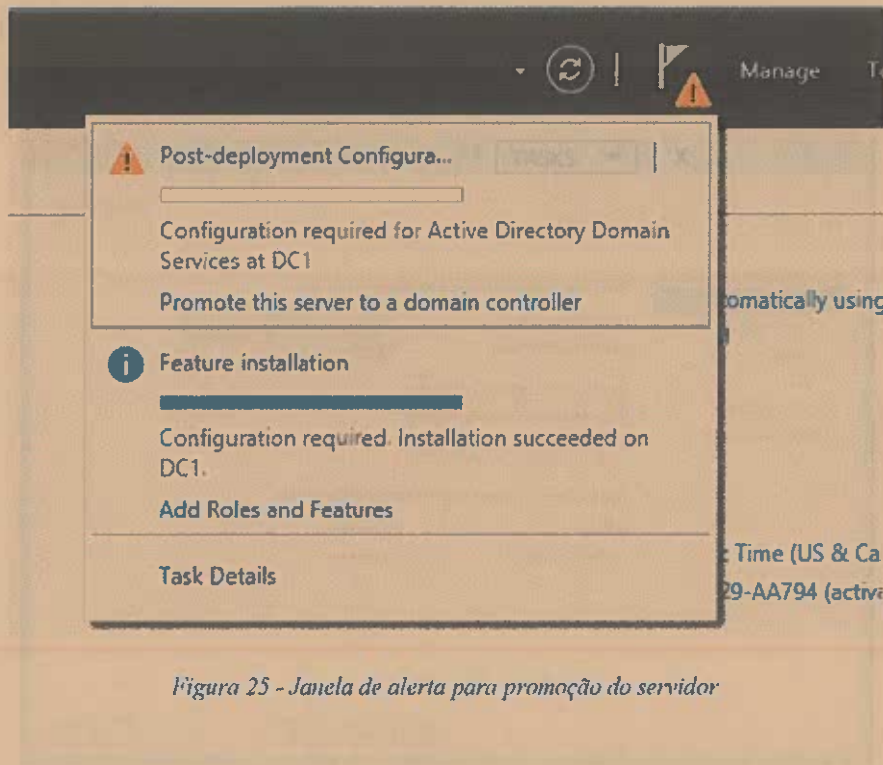 Manage
Post-deployment Configura...
TASKS
Configuration required for Active Directory Domain
Services at DC1
Promote this server to a domain controller
omatically using
Feature installation
Configuration required. Installation succeeded on
DC1.
Add Roles and Features
Time (US & Ca
Task Details
29-AA794 (activa
Figura 25 - Janela de alerta para promoção do servidor